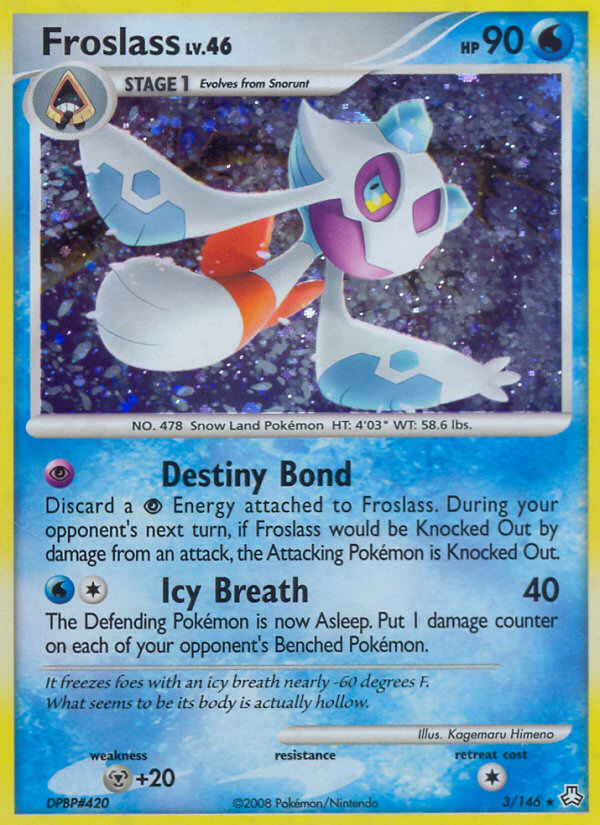 Froslass LV.46
HP 90
STAGE 1 Evolves from Snorunt
NO. 478 Snow Land Pokémon HT: 4'03" WT: 58.6 lbs.
Destiny Bond
Discard a Energy attached to Froslass. During your
opponent's next turn, if Froslass would be Knocked Out by
damage from an attack, the Attacking Pokémon is Knocked Out.
Icy Breath 40
The Defending Pokémon is now Asleep. Put 1 damage counter
on each of your opponent's Benched Pokémon.
It freezes foes with an icy breath nearly -60 degrees F.
What seems to be its body is actually hollow.
Illus. Kagemaru Himeno
weakness resistance retreat cost
+20
DPBP#420 ©2008 Pokémon/Nintendo 3/146